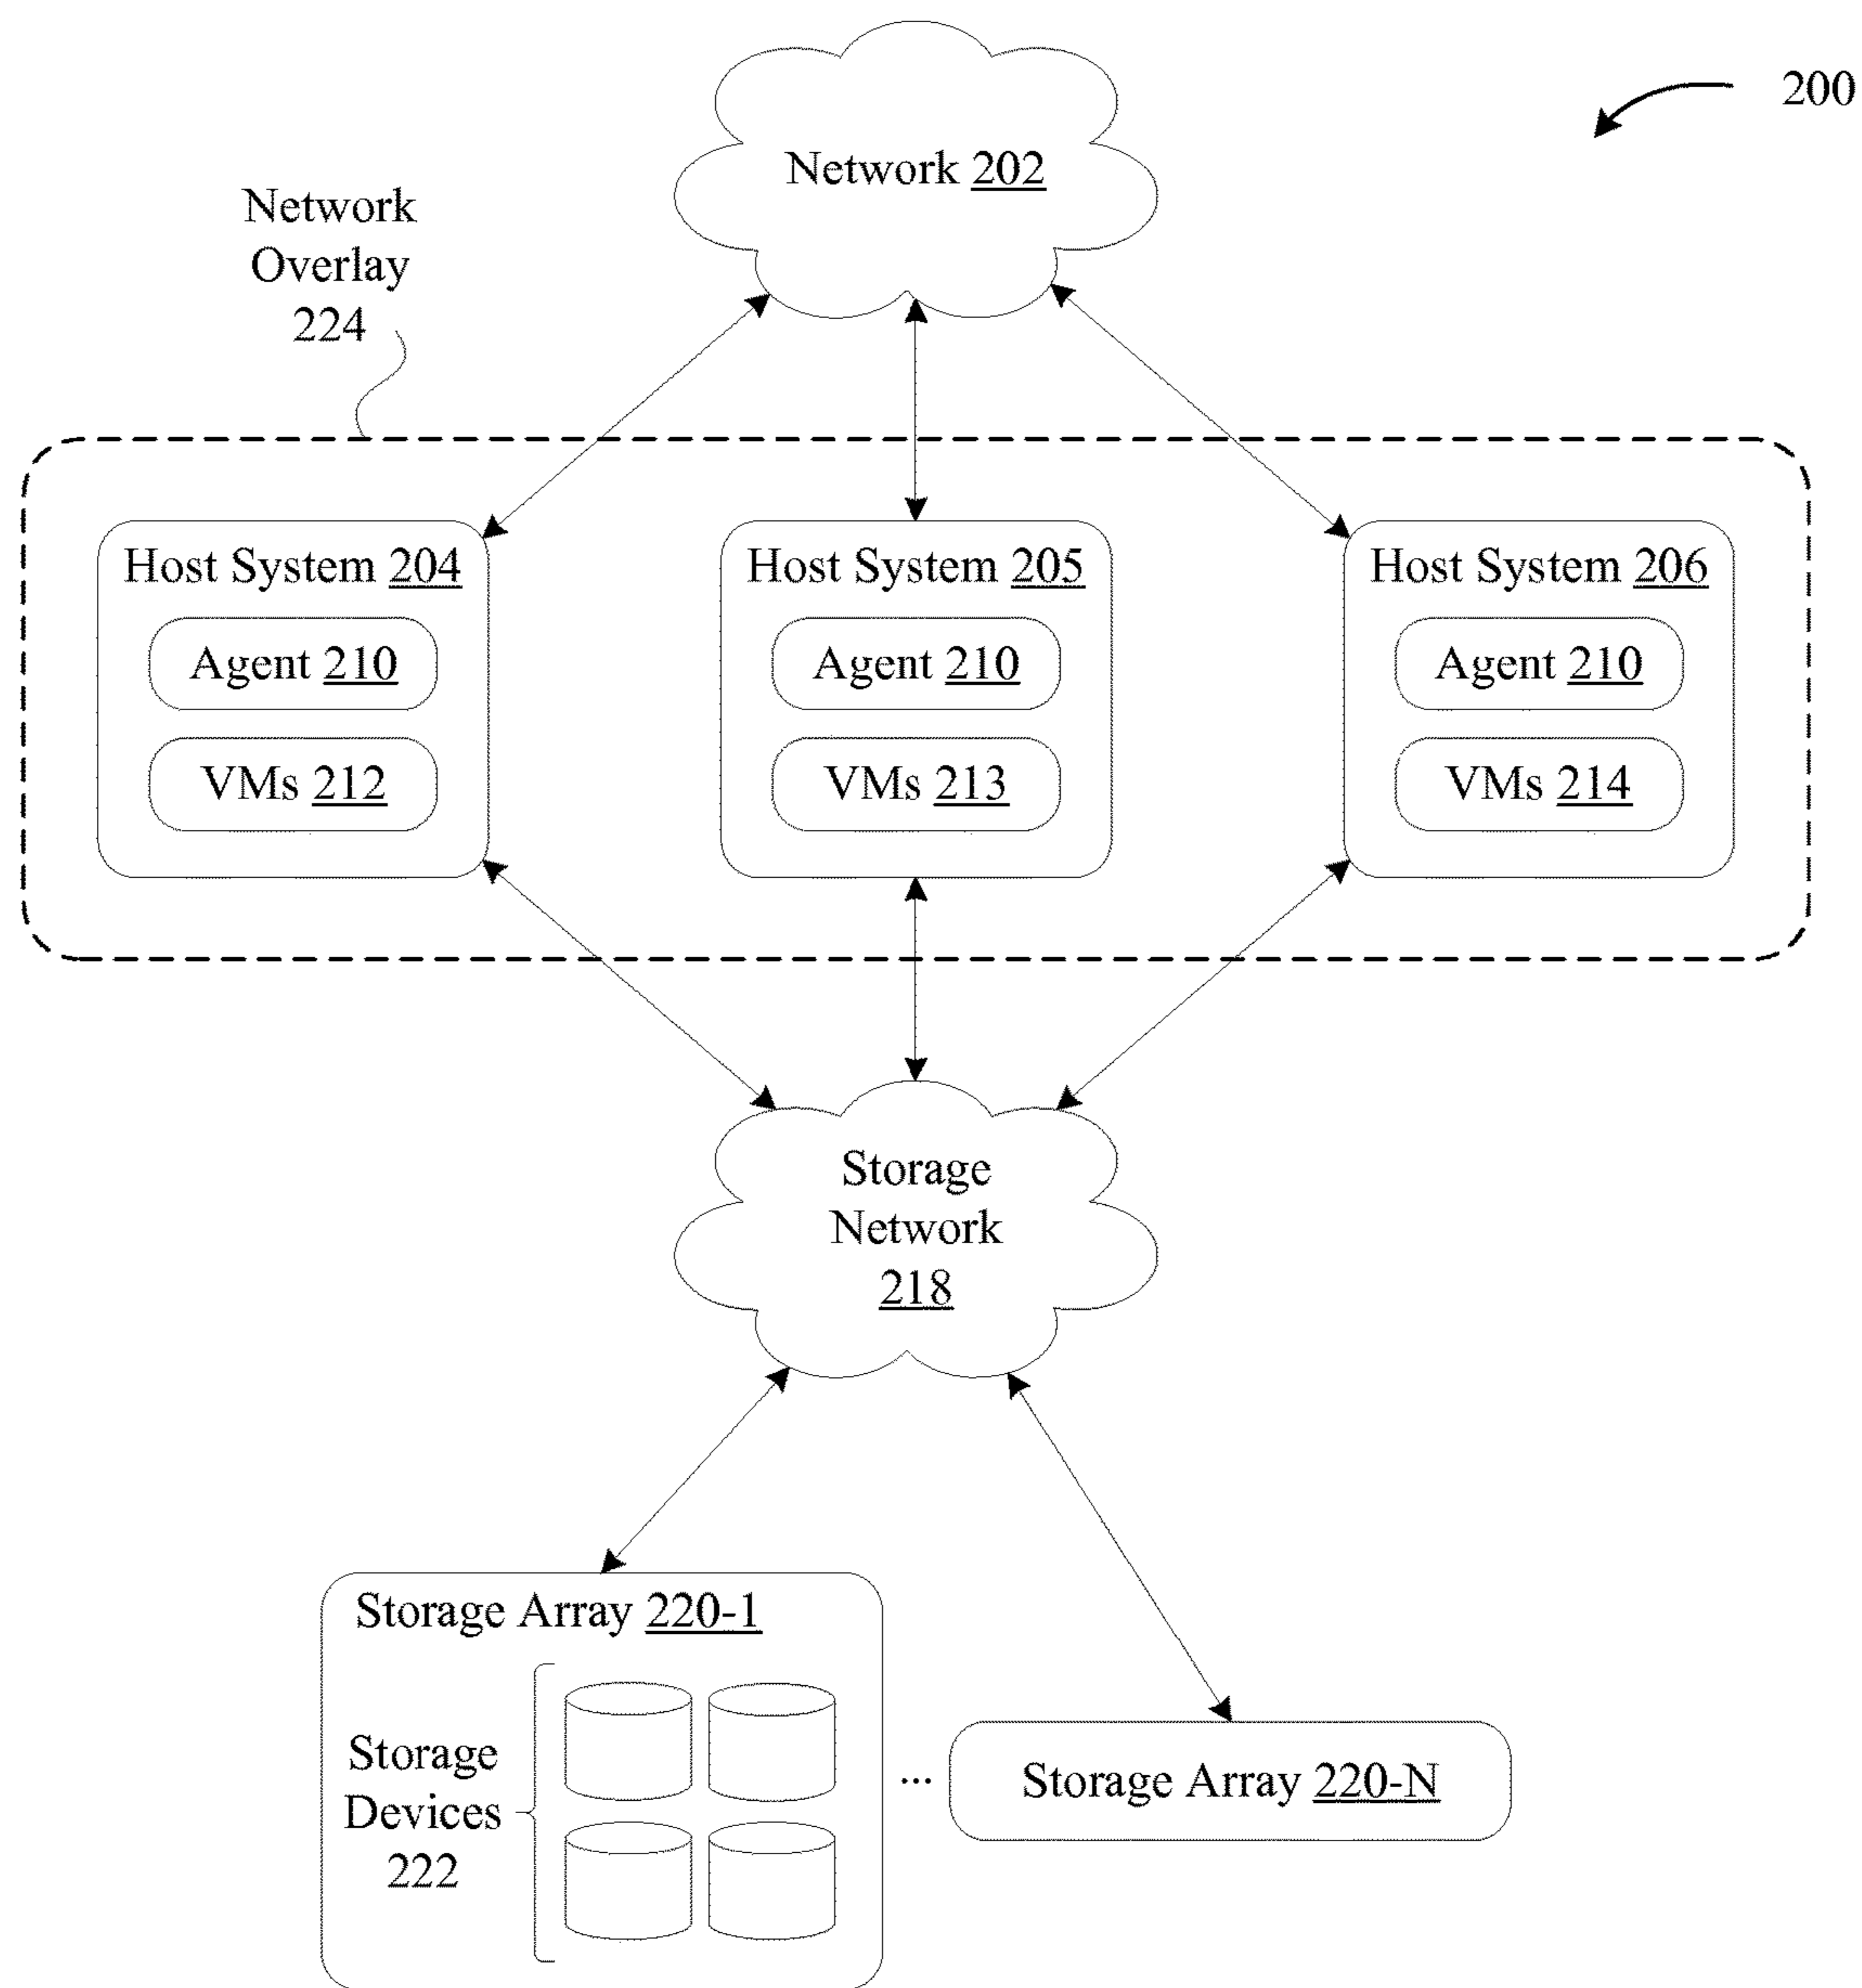 200
Network 202
Network
Overlay
224
Host System 204
Agent 210
VMs 212
Host System 205
Agent 210
VMs 213
Host System 206
Agent 210
VMs 214
Storage
Network
218
Storage Array 220-1
Storage
Devices
222
...
Storage Array 220-N